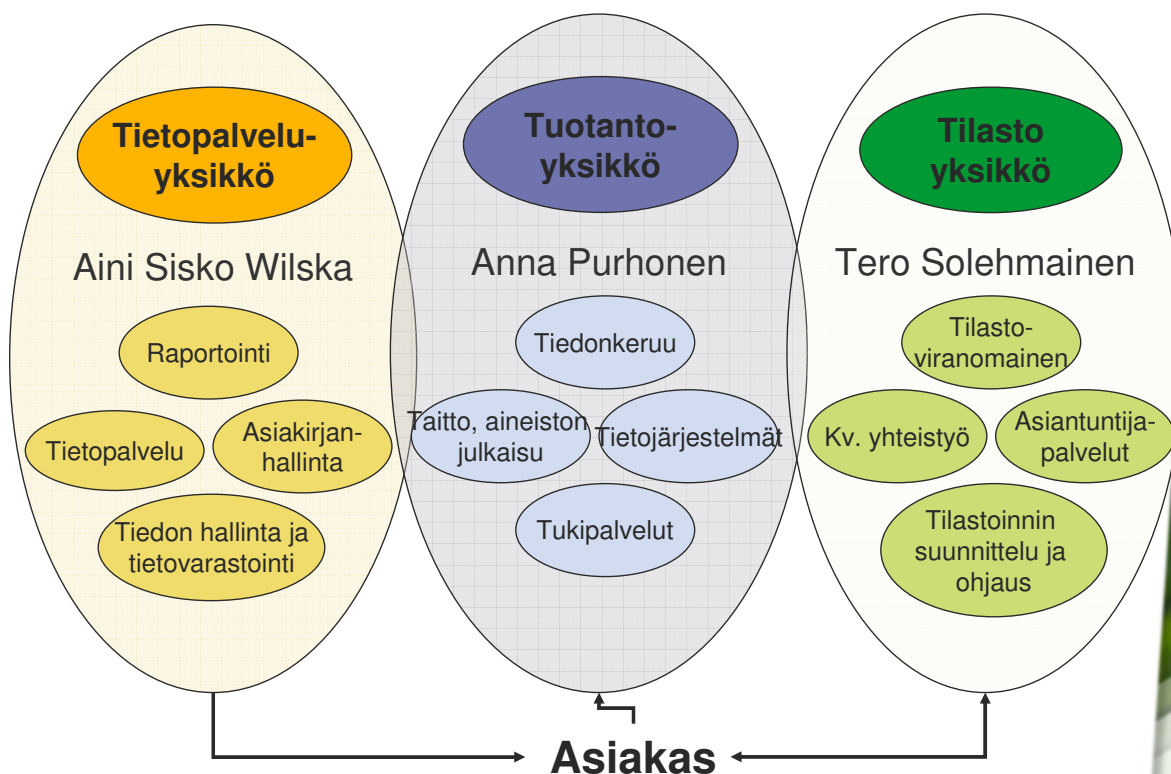 Tietopalvelu-
yksikkö
Aini Sisko Wilska
Raportointi
Tietopalvelu
Asiakirjan-
hallinta
Tiedon hallinta ja
tietovarastointi
Tuotanto-
yksikkö
Anna Purhonen
Tiedonkeruu
Taitto, aineiston
julkaisu
Tietojärjestelmät
Tukipalvelut
Tilasto
yksikkö
Tero Solehmainen
Tilasto-
viranomainen
Kv. yhteistyö
Asiantuntija-
palvelut
Tilastoinnin
suunnittelu ja
ohjaus
Asiakas